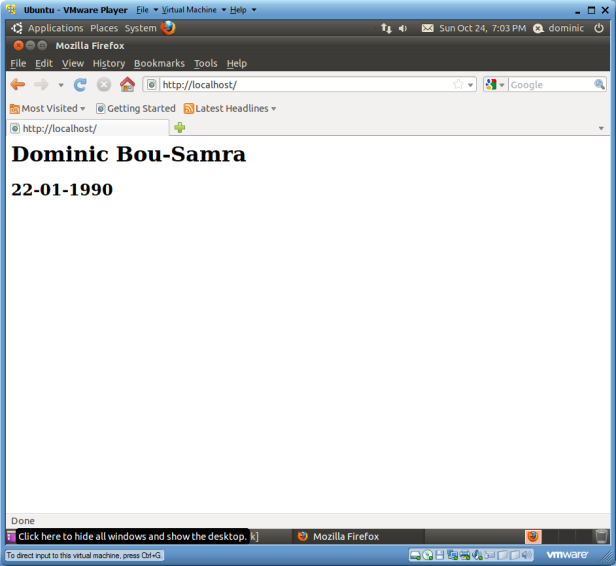 Ubuntu - VMware Player File Virtual Machine Help
Applications Places System Sun Oct 24, 7:03 PM dominic
Mozilla Firefox
File Edit View History Bookmarks Tools Help
http://localhost/ Google
Most Visited Getting Started Latest Headlines
http://localhost/
Dominic Bou-Samra
22-01-1990
Done
Click here to hide all windows and show the desktop. k] Mozilla Firefox
To direct input to this virtual machine, press Ctrl+G. vmware